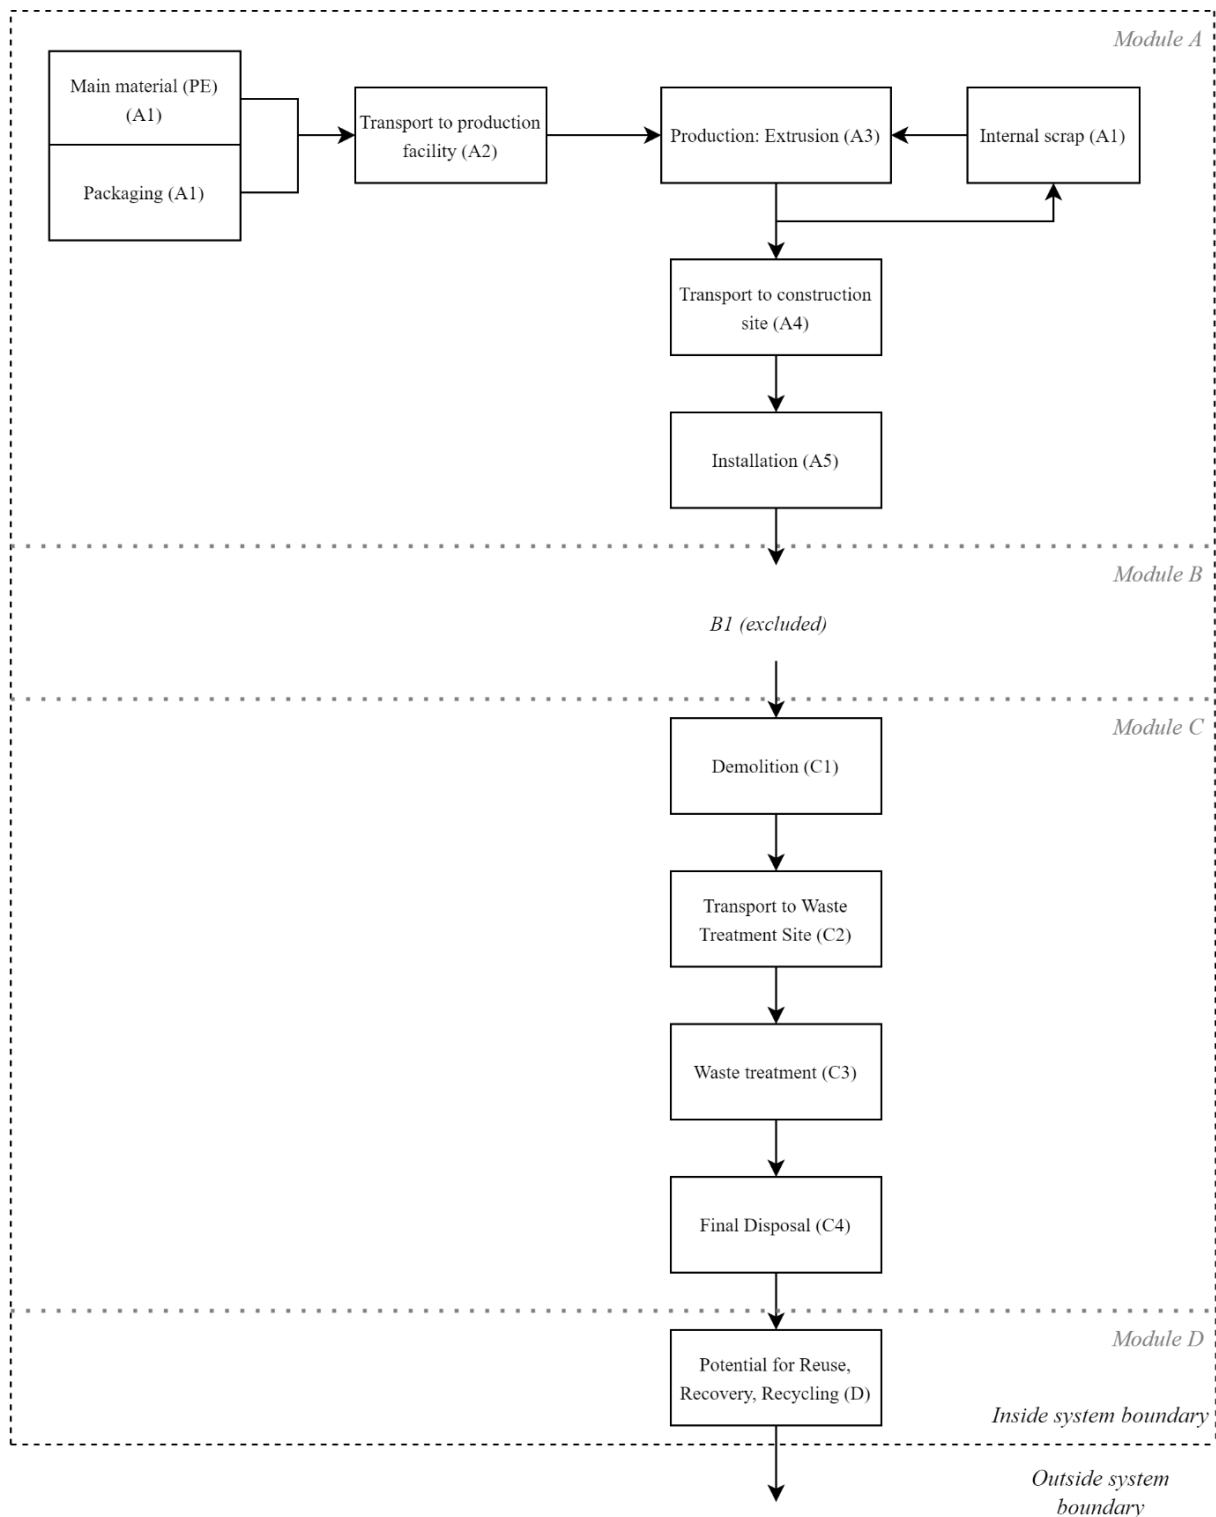 Module A
Main material (PE)
(A1)
Packaging (A1)
Transport to production
facility (A2)
Production: Extrusion (A3)
Internal scrap (A1)
Transport to construction
site (A4)
Installation (A5)
Module B
B1 (excluded)
Module C
Demolition (C1)
Transport to Waste
Treatment Site (C2)
Waste treatment (C3)
Final Disposal (C4)
Module D
Potential for Reuse,
Recovery, Recycling (D)
Inside system boundary
Outside system
boundary